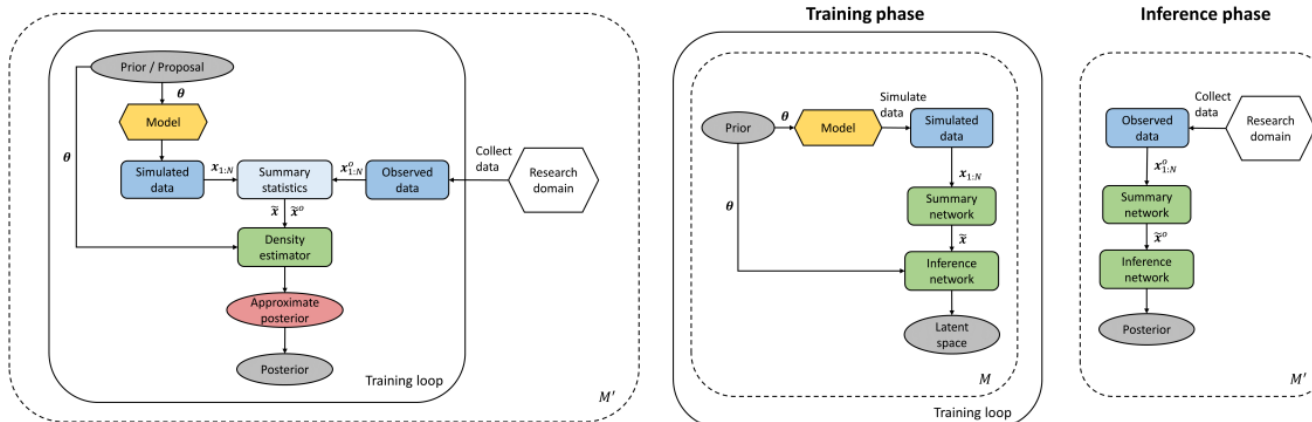 Prior / Proposal
θ
Model
θ
Simulated
data
x1:N
Summary
statistics
x°1:N
Observed
data
Collect
data
Research
domain
x̃ x̃°
Density
estimator
Approximate
posterior
Posterior
Training loop
M′
Training phase
Prior
θ
Model
Simulate
data
Simulated
data
x1:N
θ
Summary
network
x̃
Inference
network
Latent
space
M
Training loop
Inference phase
Observed
data
Collect
data
Research
domain
x°1:N
Summary
network
x̃°
Inference
network
Posterior
M′